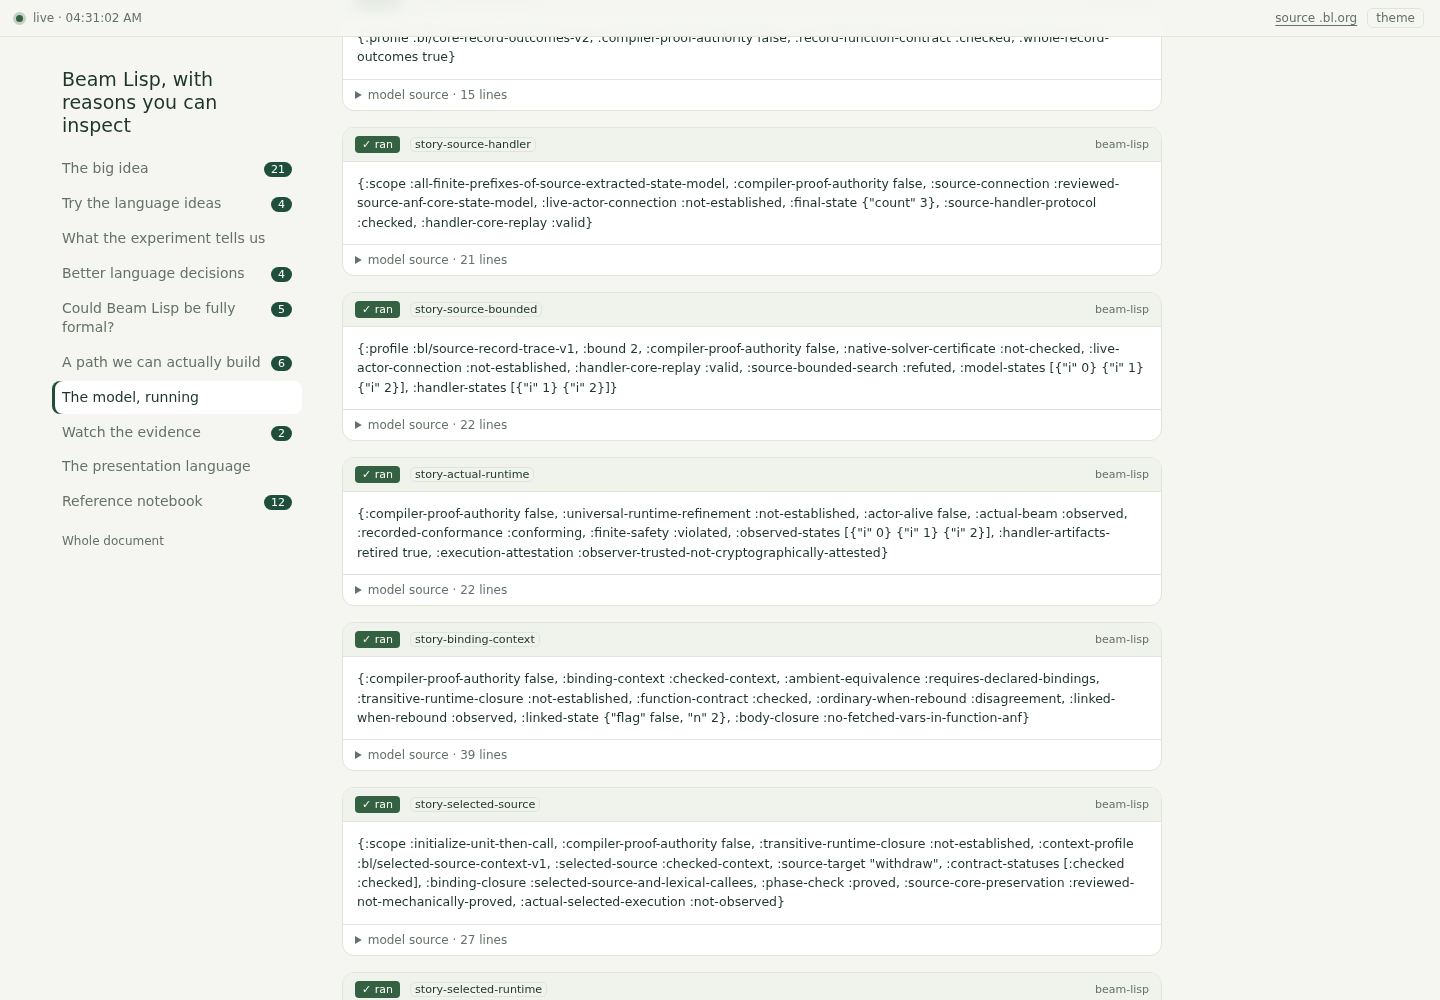 live · 04:31:02 AM
source .bl.org
theme
Beam Lisp, with
reasons you can
inspect
The big idea 21
Try the language ideas 4
What the experiment tells us
Better language decisions 4
Could Beam Lisp be fully 5
formal?
A path we can actually build 6
The model, running
Watch the evidence 2
The presentation language
Reference notebook 12
Whole document
{:profile :bl/core-record-outcomes-v2, :compiler-proof-authority false, :record-function-contract :checked, :whole-record-
outcomes true}
▶ model source · 15 lines
✓ ran story-source-handler beam-lisp
{:scope :all-finite-prefixes-of-source-extracted-state-model, :compiler-proof-authority false, :source-connection :reviewed-
source-anf-core-state-model, :live-actor-connection :not-established, :final-state {"count" 3}, :source-handler-protocol
:checked, :handler-core-replay :valid}
▶ model source · 21 lines
✓ ran story-source-bounded beam-lisp
{:profile :bl/source-record-trace-v1, :bound 2, :compiler-proof-authority false, :native-solver-certificate :not-checked, :live-
actor-connection :not-established, :handler-core-replay :valid, :source-bounded-search :refuted, :model-states [{"i" 0} {"i" 1}
{"i" 2}], :handler-states [{"i" 1} {"i" 2}]}
▶ model source · 22 lines
✓ ran story-actual-runtime beam-lisp
{:compiler-proof-authority false, :universal-runtime-refinement :not-established, :actor-alive false, :actual-beam :observed,
:recorded-conformance :conforming, :finite-safety :violated, :observed-states [{"i" 0} {"i" 1} {"i" 2}], :handler-artifacts-
retired true, :execution-attestation :observer-trusted-not-cryptographically-attested}
▶ model source · 22 lines
✓ ran story-binding-context beam-lisp
{:compiler-proof-authority false, :binding-context :checked-context, :ambient-equivalence :requires-declared-bindings,
:transitive-runtime-closure :not-established, :function-contract :checked, :ordinary-when-rebound :disagreement, :linked-
when-rebound :observed, :linked-state {"flag" false, "n" 2}, :body-closure :no-fetched-vars-in-function-anf}
▶ model source · 39 lines
✓ ran story-selected-source beam-lisp
{:scope :initialize-unit-then-call, :compiler-proof-authority false, :transitive-runtime-closure :not-established, :context-profile
:bl/selected-source-context-v1, :selected-source :checked-context, :source-target "withdraw", :contract-statuses [:checked
:checked], :binding-closure :selected-source-and-lexical-callees, :phase-check :proved, :source-core-preservation :reviewed-
not-mechanically-proved, :actual-selected-execution :not-observed}
▶ model source · 27 lines
✓ ran story-selected-runtime beam-lisp